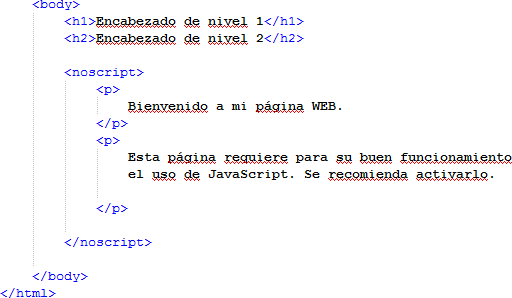 <body>
<h1>Encabezado de nivel 1</h1>
<h2>Encabezado de nivel 2</h2>
<noscript>
<p>
Bienvenido a mi página WEB.
</p>
<p>
Esta página requiere para su buen funcionamiento
el uso de JavaScript. Se recomienda activarlo.
</p>
</noscript>
</body>
</html>